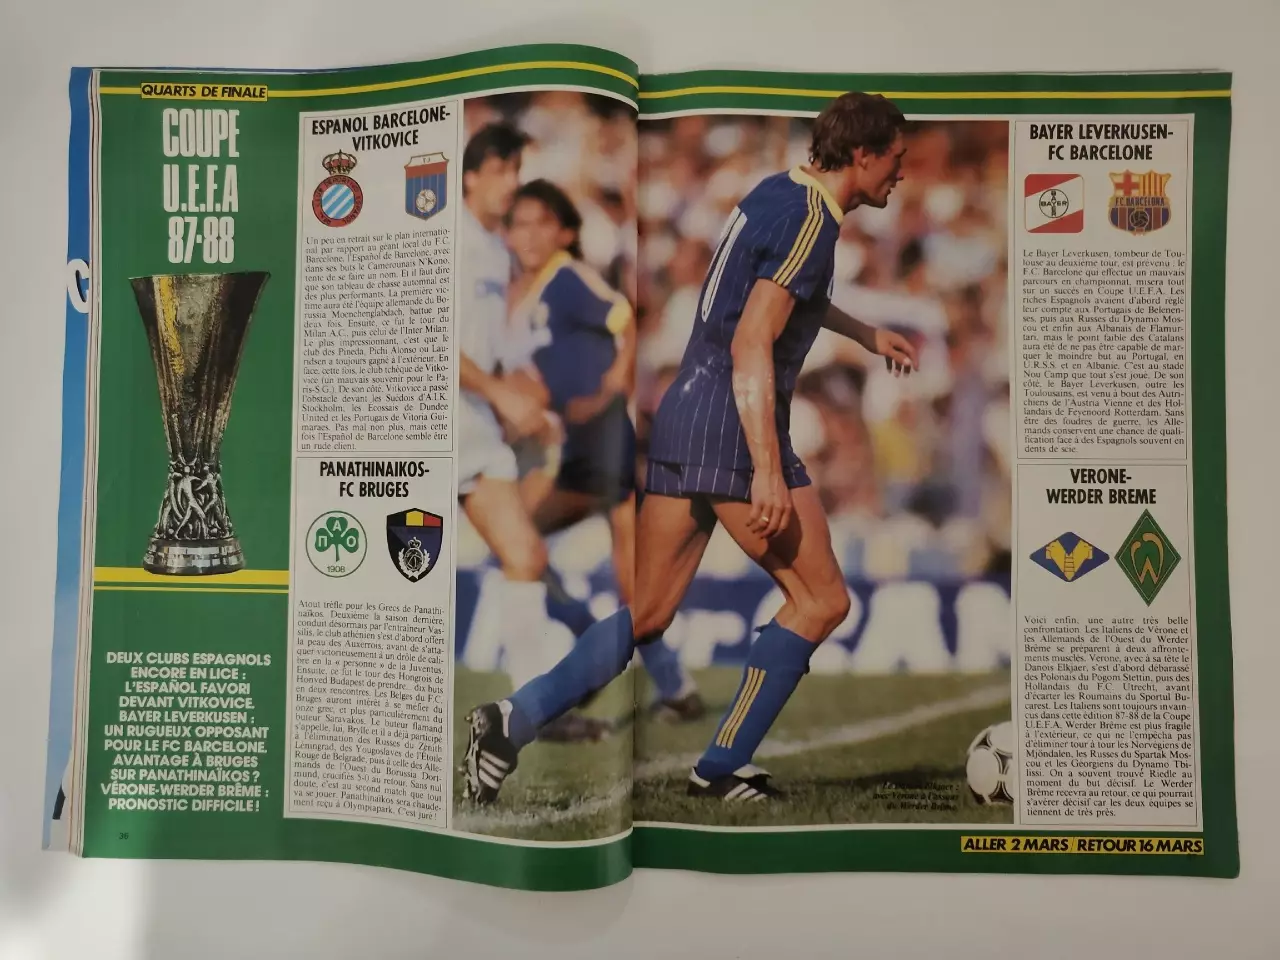 QUARTS DE FINALE
COUPE
U.E.F.A
87-88
DEUX CLUBS ESPAGNOLS
ENCORE EN LICE :
L'ESPAÑOL FAVORI
DEVANT VITKOVICE.
BAYER LEVERKUSEN :
UN RUGUEUX OPPOSANT
POUR LE FC BARCELONE.
AVANTAGE À BRUGES
SUR PANATHINAÏKOS ?
VÉRONE-WERDER BRÊME :
PRONOSTIC DIFFICILE !
36
ESPANOL BARCELONE-
VITKOVICE
Un peu en retrait sur le plan internatio-
nal par rapport au géant local du F.C.
Barcelone, l'Español de Barcelone, avec
dans ses buts le Camerounais N'Kono,
tente de se faire un nom. Et il faut dire
que son tableau de chasse automnal est
des plus performants. La première vic-
time aura été l'équipe allemande du Bo-
russia Moenchenglabdach, battue par
deux fois. Ensuite, ce fut le tour du
Milan A.C., puis celui de l'Inter Milan.
Le plus impressionnant, c'est que le
club des Pineda, Pichi Alonso ou Lau-
ridsen a toujours gagné à l'extérieur. En
face, cette fois, le club tchèque de Vitko-
vice (un mauvais souvenir pour le Pa-
ris-S.G.). De son côté, Vitkovice a passé
l'obstacle devant les Suédois d'A.I.K.
Stockholm, les Ecossais de Dundee
United et les Portugais de Vitoria Gui-
maraes. Pas mal non plus, mais cette
fois l'Español de Barcelone semble être
un rude client.
PANATHINAIKOS-
FC BRUGES
Π Α Ο
1908
Atout trèfle pour les Grecs de Panathi-
naïkos. Deuxième la saison dernière,
conduit désormais par l'entraîneur Vas-
silis, le club athénien s'est d'abord offert
la peau des Auxerrois, avant de s'atta-
quer victorieusement à un drôle de cali-
bre en la « personne » de la Juventus.
Ensuite, ce fut le tour des Hongrois de
Honved Budapest de prendre... dix buts
en deux rencontres. Les Belges du F.C.
Bruges auront intérêt à se méfier du
onze grec, et plus particulièrement du
buteur Saravakos. Le buteur flamand
s'appelle, lui, Brylle et il a déjà participé
à l'élimination des Russes du Zénith
Léningrad, des Yougoslaves de l'Etoile
Rouge de Belgrade, puis à celle des Alle-
mands de l'Ouest du Borussia Dort-
mund, crucifiés 5-0 au retour. Sans nul
doute, c'est au second match que tout
va se jouer. Panathinaïkos sera chaude-
ment reçu à Olympiapark. C'est juré !
BAYER LEVERKUSEN-
FC BARCELONE
BAYER
F.C. BARCELONA
Le Bayer Leverkusen, tombeur de Tou-
louse au deuxième tour, est prévenu : le
F.C. Barcelone qui effectue un mauvais
parcours en championnat, misera tout
sur un succès en Coupe U.E.F.A. Les
riches Espagnols avaient d'abord réglé
leur compte aux Portugais de Belenen-
ses, puis aux Russes du Dynamo Mos-
cou et enfin aux Albanais de Flamur-
tari, mais le point faible des Catalans
aura été de ne pas être capable de mar-
quer le moindre but au Portugal, en
U.R.S.S. et en Albanie. C'est au stade
Nou Camp que tout s'est joué. De son
côté, le Bayer Leverkusen, outre les
Toulousains, est venu à bout des Autri-
chiens de l'Austria Vienne et des Hol-
landais de Feyenoord Rotterdam. Sans
être des foudres de guerre, les Alle-
mands conservent une chance de quali-
fication face à des Espagnols souvent en
dents de scie.
VERONE-
WERDER BREME
Voici enfin, une autre très belle
confrontation. Les Italiens de Vérone et
les Allemands de l'Ouest du Werder
Brême se préparent à deux affronte-
ments musclés. Verone, avec à sa tête le
Danois Elkjaer, s'est d'abord débarassé
des Polonais du Pogom Stettin, puis des
Hollandais du F.C. Utrecht, avant
d'écarter les Roumains du Sportul Bu-
carest. Les Italiens sont toujours invain-
cus dans cette édition 87-88 de la Coupe
U.E.F.A. Werder Brême est plus fragile
à l'extérieur, ce qui ne l'empêcha pas
d'éliminer tour à tour les Norvégiens de
Mjöndalen, les Russes du Spartak Mos-
cou et les Géorgiens du Dynamo Tbi-
lissi. On a souvent trouvé Riedle au
moment du but décisif. Le Werder
Brême recevra au retour, ce qui pourrait
s'avérer décisif car les deux équipes se
tiennent de très près.
avec Vérone à l'assaut
du Werder Brême.
ALLER 2 MARS/RETOUR 16 MARS